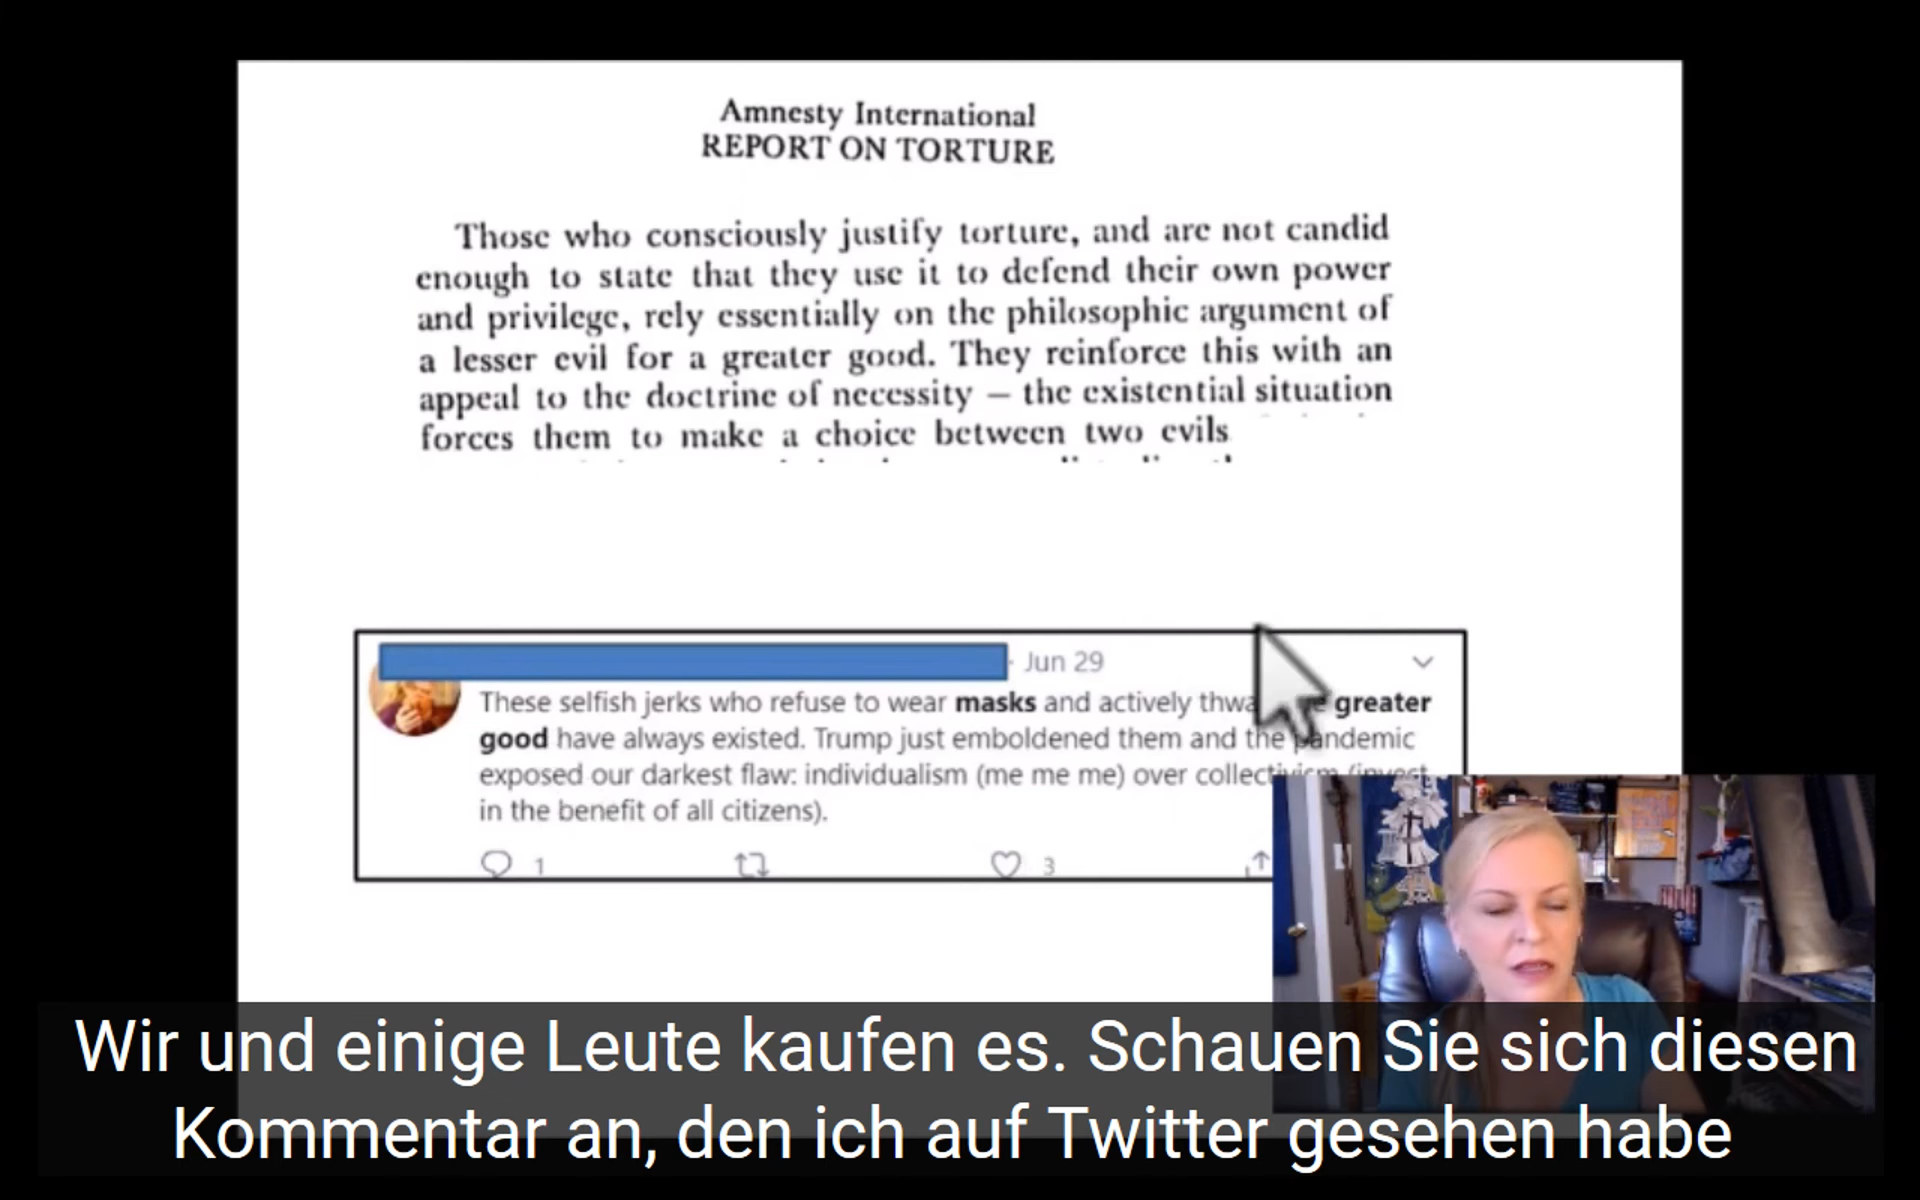 Amnesty International
REPORT ON TORTURE
Those who consciously justify torture, and are not candid
enough to state that they use it to defend their own power
and privilege, rely essentially on the philosophic argument of
a lesser evil for a greater good. They reinforce this with an
appeal to the doctrine of necessity – the existential situation
forces them to make a choice between two evils
· Jun 29
These selfish jerks who refuse to wear masks and actively greater
good have always existed. Trump just emboldened them and the pandemic
exposed our darkest flaw: individualism (me me me) over collectivism (invest
in the benefit of all citizens).
1 3
Wir und einige Leute kaufen es. Schauen Sie sich diesen
Kommentar an, den ich auf Twitter gesehen habe